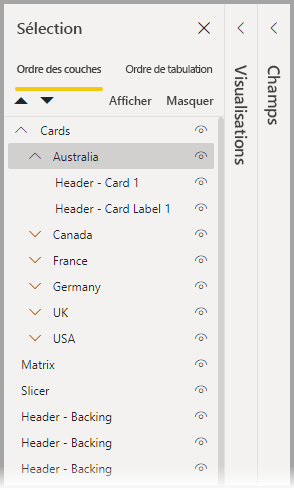 Sélection
Ordre des couches
Ordre de tabulation
Afficher
Masquer
Cards
Australia
Header - Card 1
Header - Card Label 1
Canada
France
Germany
UK
USA
Matrix
Slicer
Header - Backing
Header - Backing
Header - Backing
Visualisations
Champs